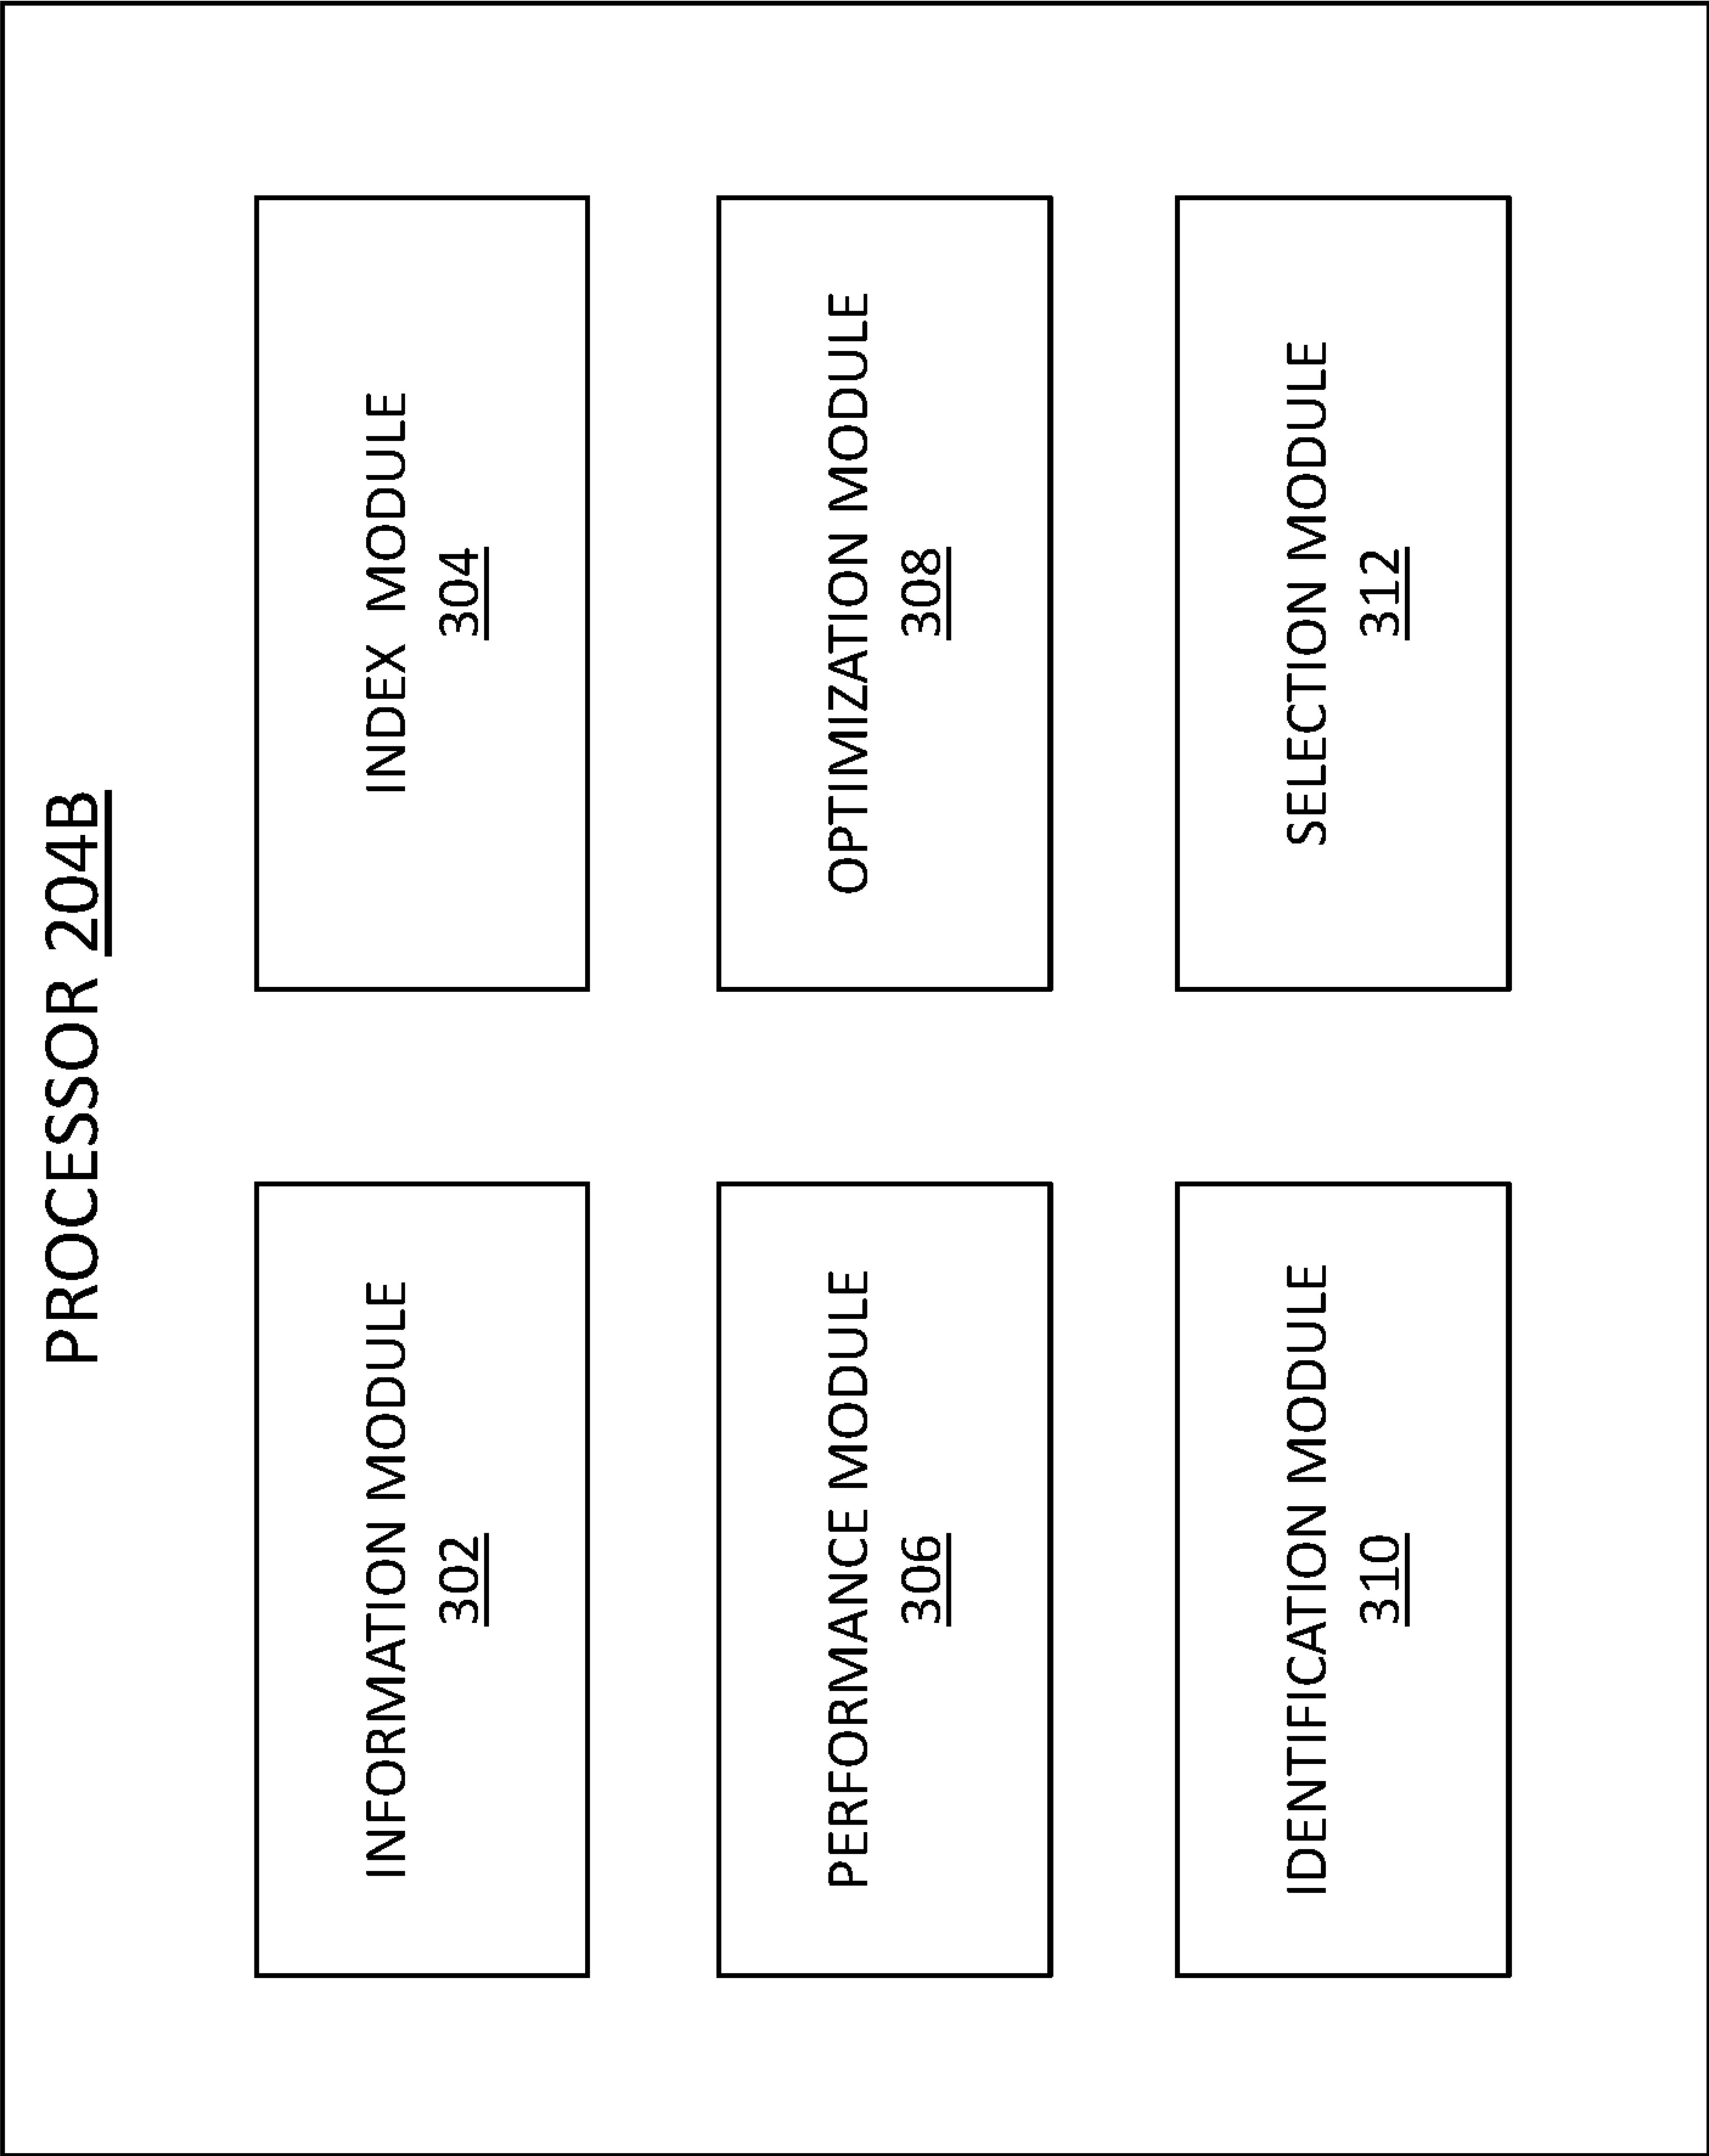 PROCESSOR 204B
INFORMATION MODULE
302
INDEX MODULE
304
PERFORMANCE MODULE
306
OPTIMIZATION MODULE
308
IDENTIFICATION MODULE
310
SELECTION MODULE
312